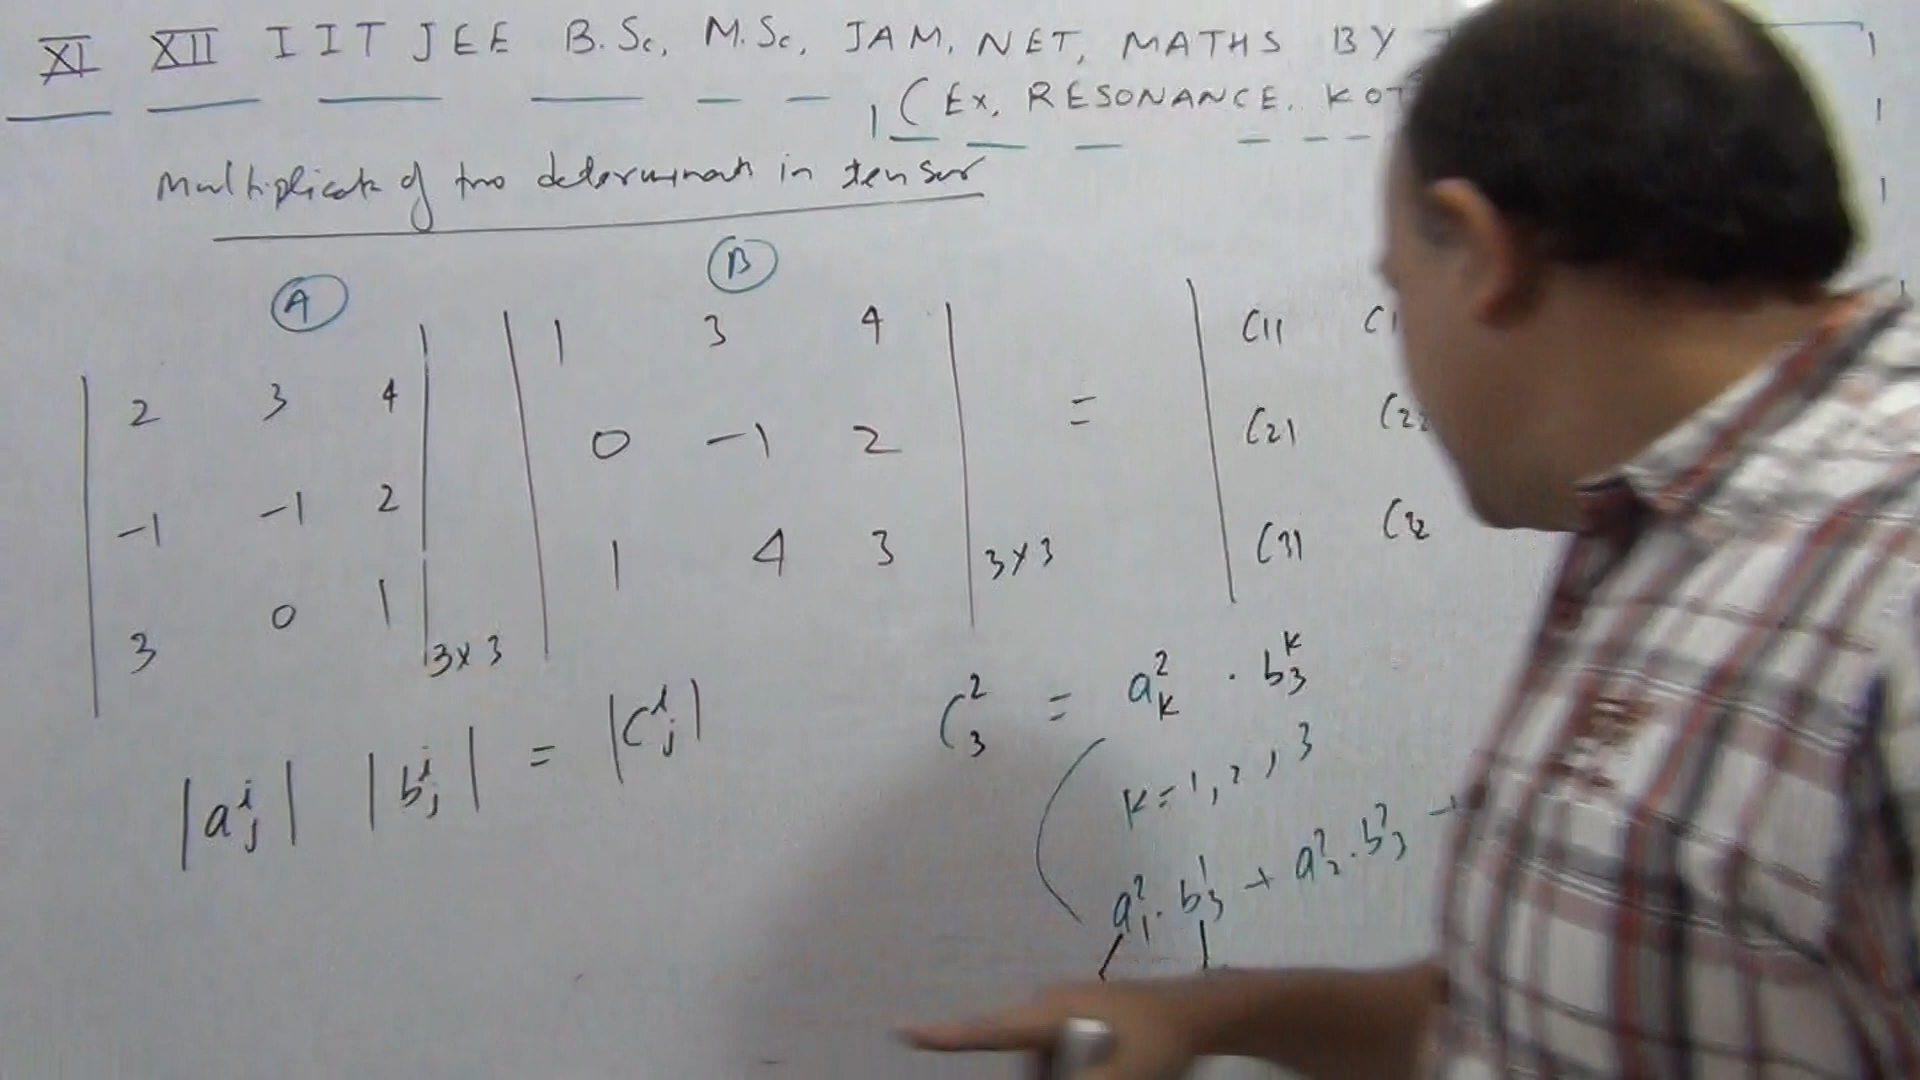 XI XII IIT JEE B.Sc, M.Sc, JAM, NET, MATHS BY
(Ex, RESONANCE. KOT
Multiplicate of two determinants in tensor
A B
2 3 4
-1 -1 2
3 0 1
3x3
1 3 4
0 -1 2
1 4 3
3x3
=
C11
C21 C22
C31 C32
|a^i_j| |b^i_j| = |C^i_j|
C^2_3 = a^2_k . b^k_3
K=1, 2, 3
a^2_1 . b^1_3 + a^2_2 . b^2_3 +